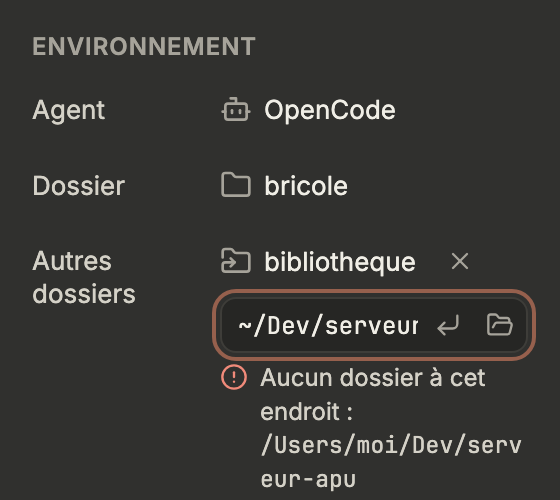 ENVIRONNEMENT
Agent OpenCode
Dossier bricole
Autres dossiers bibliotheque
~/Dev/serveur
Aucun dossier à cet
endroit :
/Users/moi/Dev/serv
eur-apu